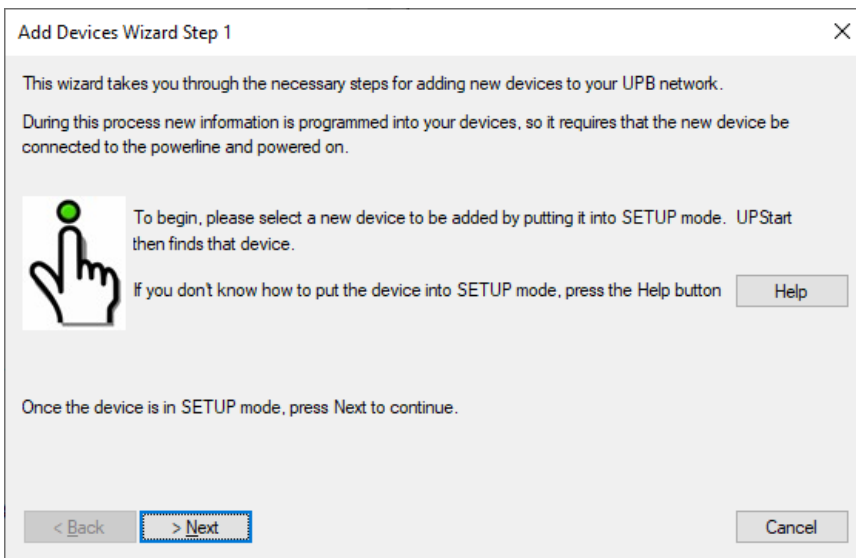 Add Devices Wizard Step 1
This wizard takes you through the necessary steps for adding new devices to your UPB network.
During this process new information is programmed into your devices, so it requires that the new device be
connected to the powerline and powered on.
To begin, please select a new device to be added by putting it into SETUP mode. UPStart
then finds that device.
If you don't know how to put the device into SETUP mode, press the Help button
Help
Once the device is in SETUP mode, press Next to continue.
< Back
> Next
Cancel